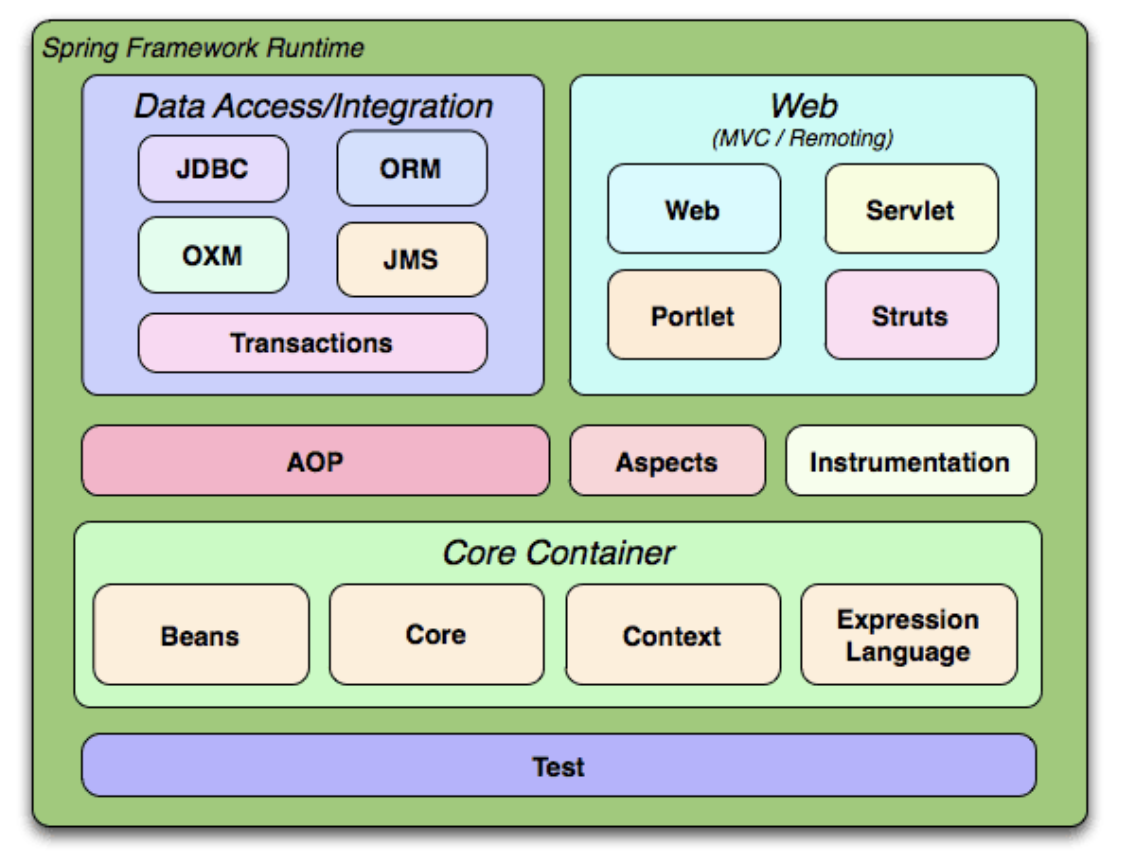 Spring Framework Runtime
Data Access/Integration
JDBC
ORM
OXM
JMS
Transactions
Web
(MVC / Remoting)
Web
Servlet
Portlet
Struts
AOP
Aspects
Instrumentation
Core Container
Beans
Core
Context
Expression
Language
Test